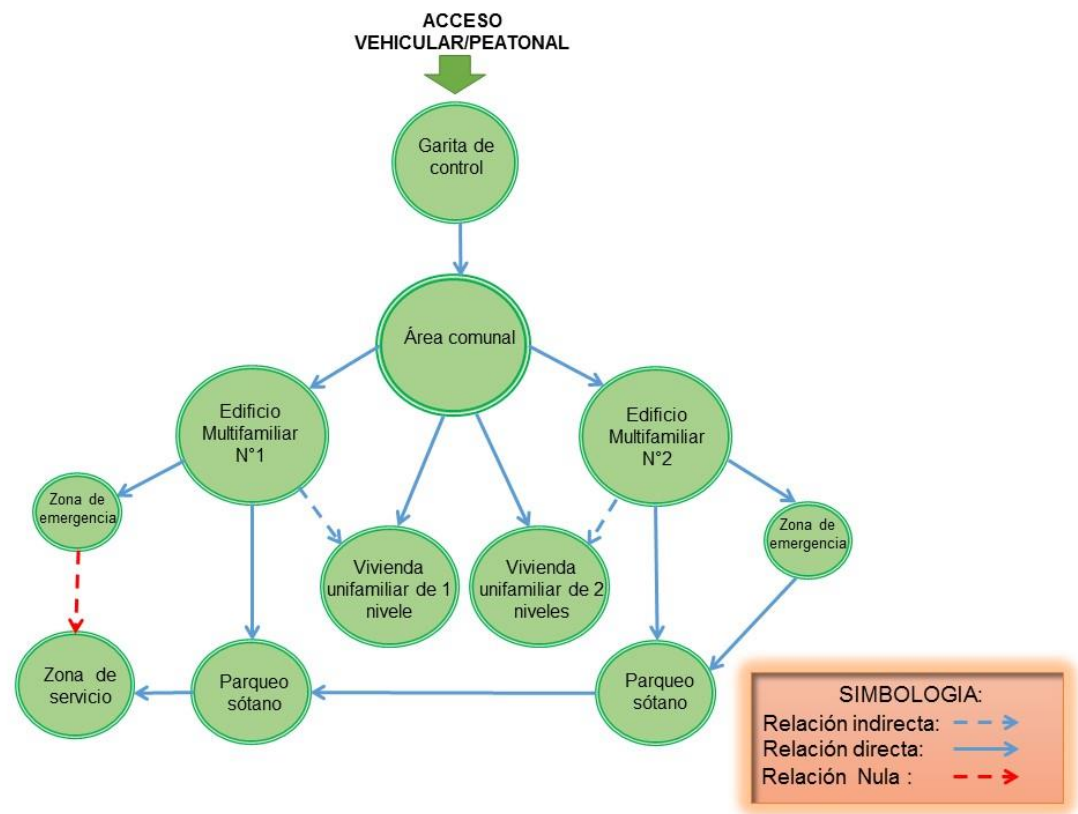 ACCESO
VEHICULAR/PEATONAL
Garita de
control
Área comunal
Edificio
Multifamiliar
N°1
Edificio
Multifamiliar
N°2
Zona de
emergencia
Zona de
emergencia
Vivienda
unifamiliar de 1
nivele
Vivienda
unifamiliar de 2
niveles
Zona de
servicio
Parqueo
sótano
Parqueo
sótano
SIMBOLOGIA:
Relación indirecta:
Relación directa:
Relación Nula :